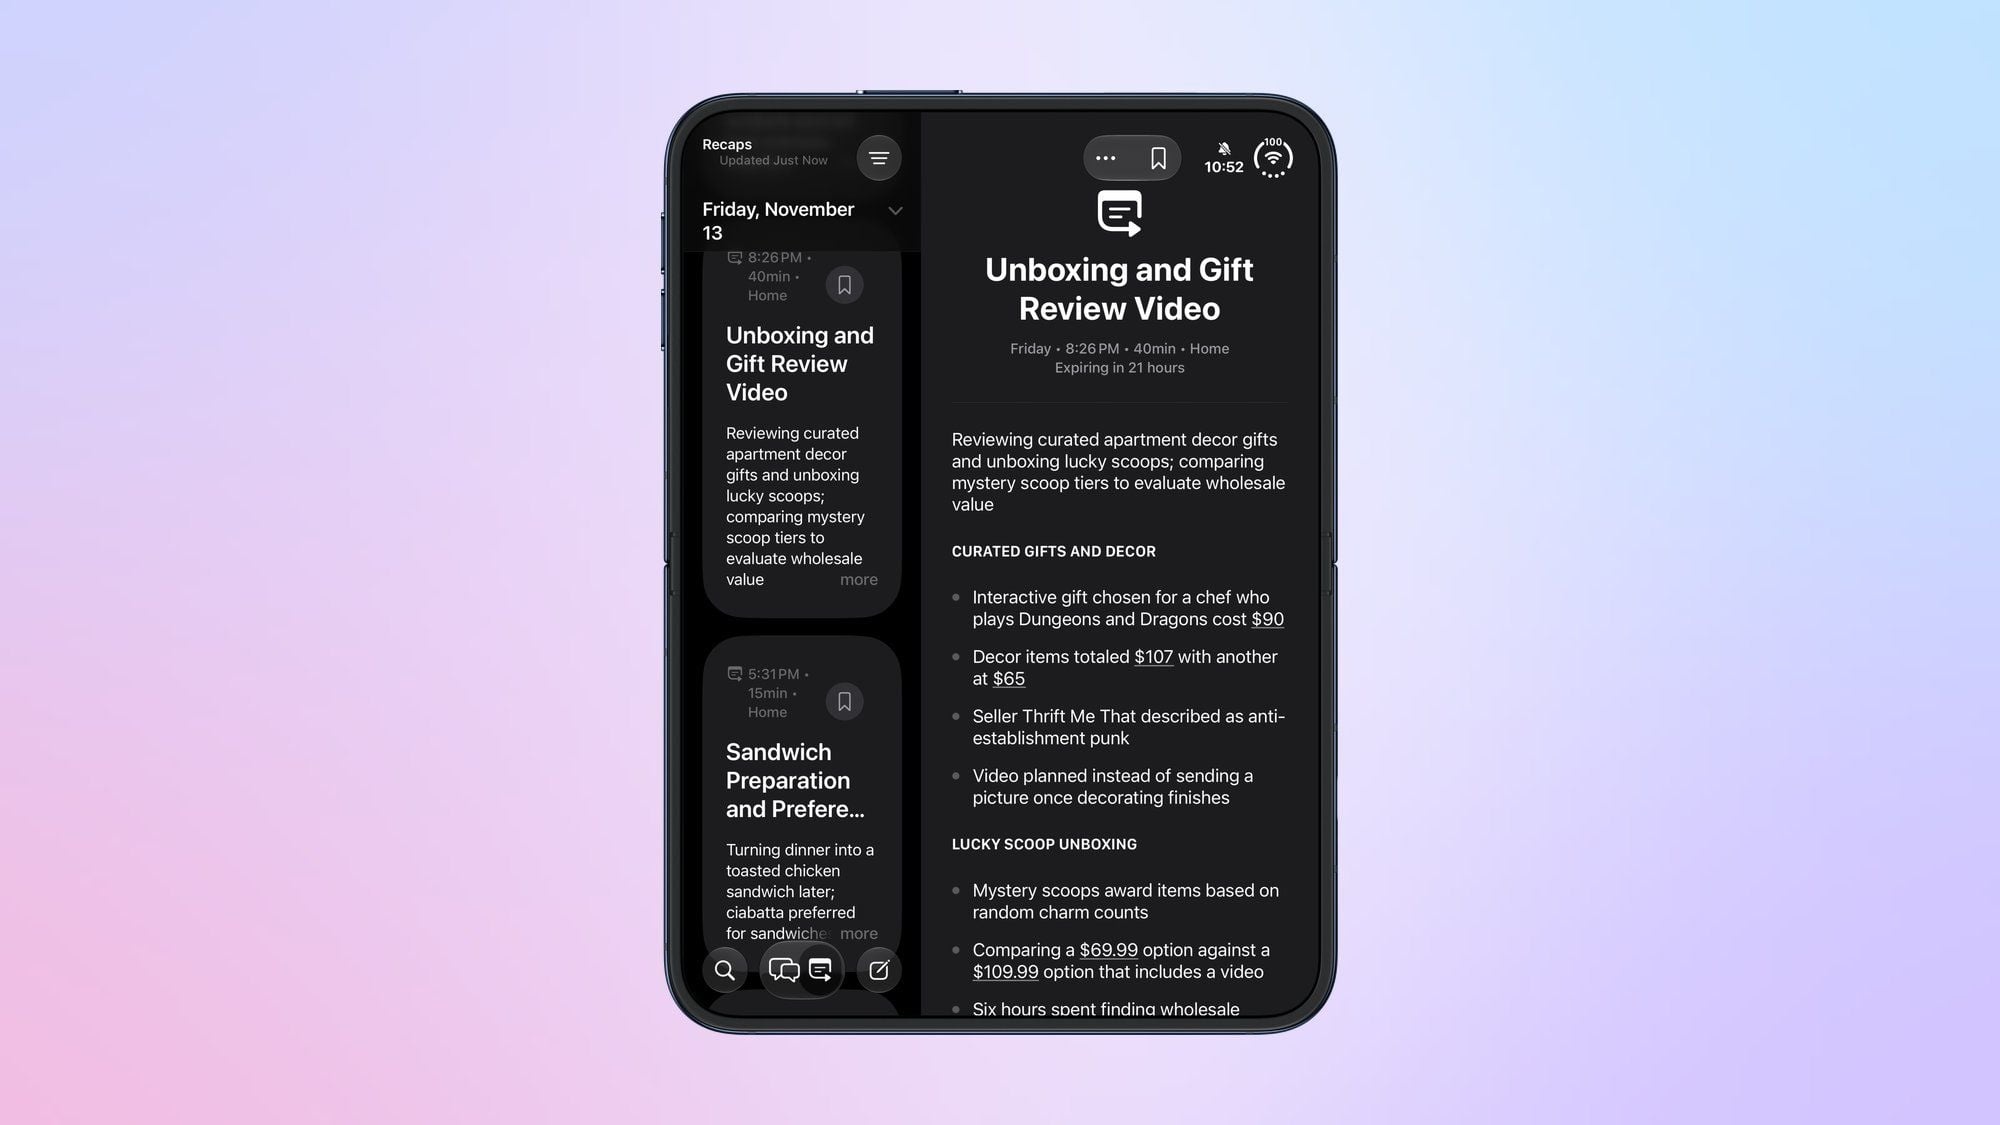 Recaps
Updated Just Now
Friday, November
13
8:26 PM •
40min •
Home
Unboxing and
Gift Review
Video
Reviewing curated
apartment decor
gifts and unboxing
lucky scoops;
comparing mystery
scoop tiers to
evaluate wholesale
value more
5:31 PM •
15min •
Home
Sandwich
Preparation
and Prefere...
Turning dinner into a
toasted chicken
sandwich later;
ciabatta preferred
for sandwiches more
10:52
100
Unboxing and Gift
Review Video
Friday • 8:26 PM • 40min • Home
Expiring in 21 hours
Reviewing curated apartment decor gifts
and unboxing lucky scoops; comparing
mystery scoop tiers to evaluate wholesale
value
CURATED GIFTS AND DECOR
• Interactive gift chosen for a chef who
plays Dungeons and Dragons cost $90
• Decor items totaled $107 with another
at $65
• Seller Thrift Me That described as anti-
establishment punk
• Video planned instead of sending a
picture once decorating finishes
LUCKY SCOOP UNBOXING
• Mystery scoops award items based on
random charm counts
• Comparing a $69.99 option against a
$109.99 option that includes a video
• Six hours spent finding wholesale